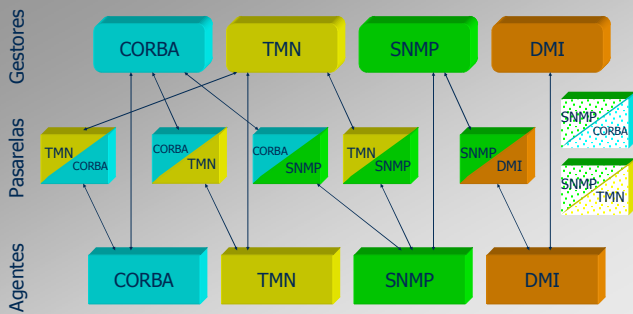 Gestores
CORBA
TMN
SNMP
DMI
Pasarelas
TMN
CORBA
CORBA
TMN
CORBA
SNMP
TMN
SNMP
SNMP
DMI
SNMP
CORBA
SNMP
TMN
Agentes
CORBA
TMN
SNMP
DMI